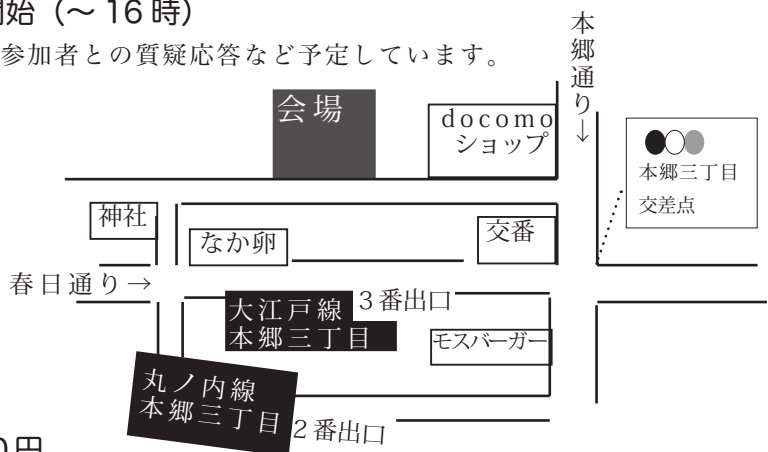 開始（～ 16 時）
参加者との質疑応答など予定しています。
本郷通り↓
会場
docomo
ショップ
本郷三丁目
交差点
神社
なか卵
交番
春日通り→
大江戸線
本郷三丁目
３番出口
モスバーガー
丸ノ内線
本郷三丁目
２番出口
0 円